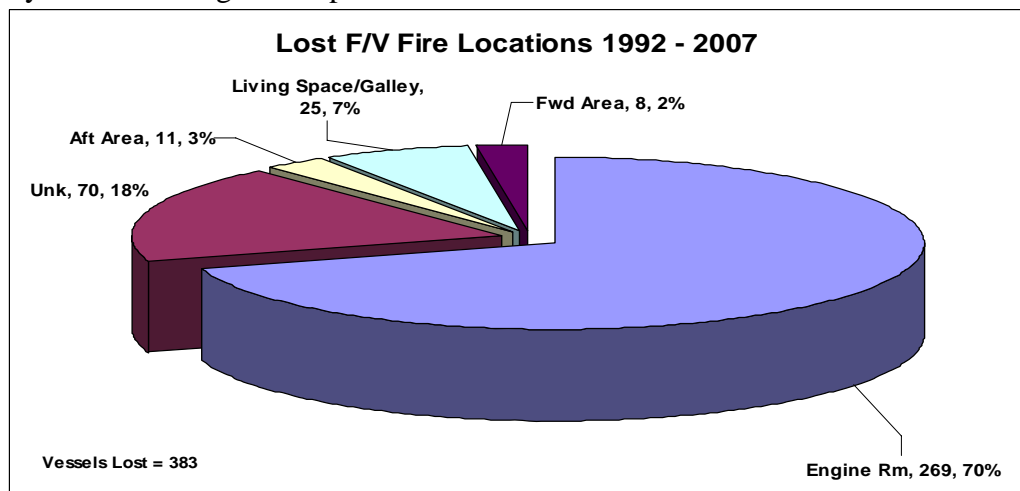 Lost F/V Fire Locations 1992 - 2007
Living Space/Galley,
25, 7%
Fwd Area, 8, 2%
Aft Area, 11, 3%
Unk, 70, 18%
Vessels Lost = 383
Engine Rm, 269, 70%